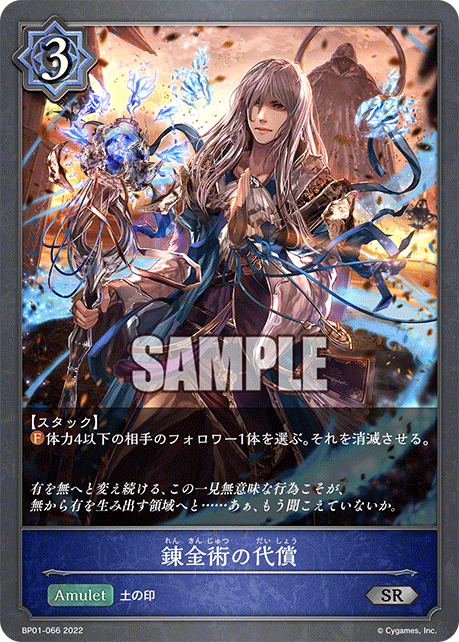 3
SAMPLE
【スタック】
F 体力4以下の相手のフォロワー1体を選ぶ。それを消滅させる。
有を無へと変え続ける、この一見無意味な行為こそが、
無から有を生み出す領域へと……あぁ、もう聞こえていないか。
れん きん じゅつ だい しょう
錬金術の代償
Amulet 土の印 SR
BP01-066 2022 © Cygames, Inc.